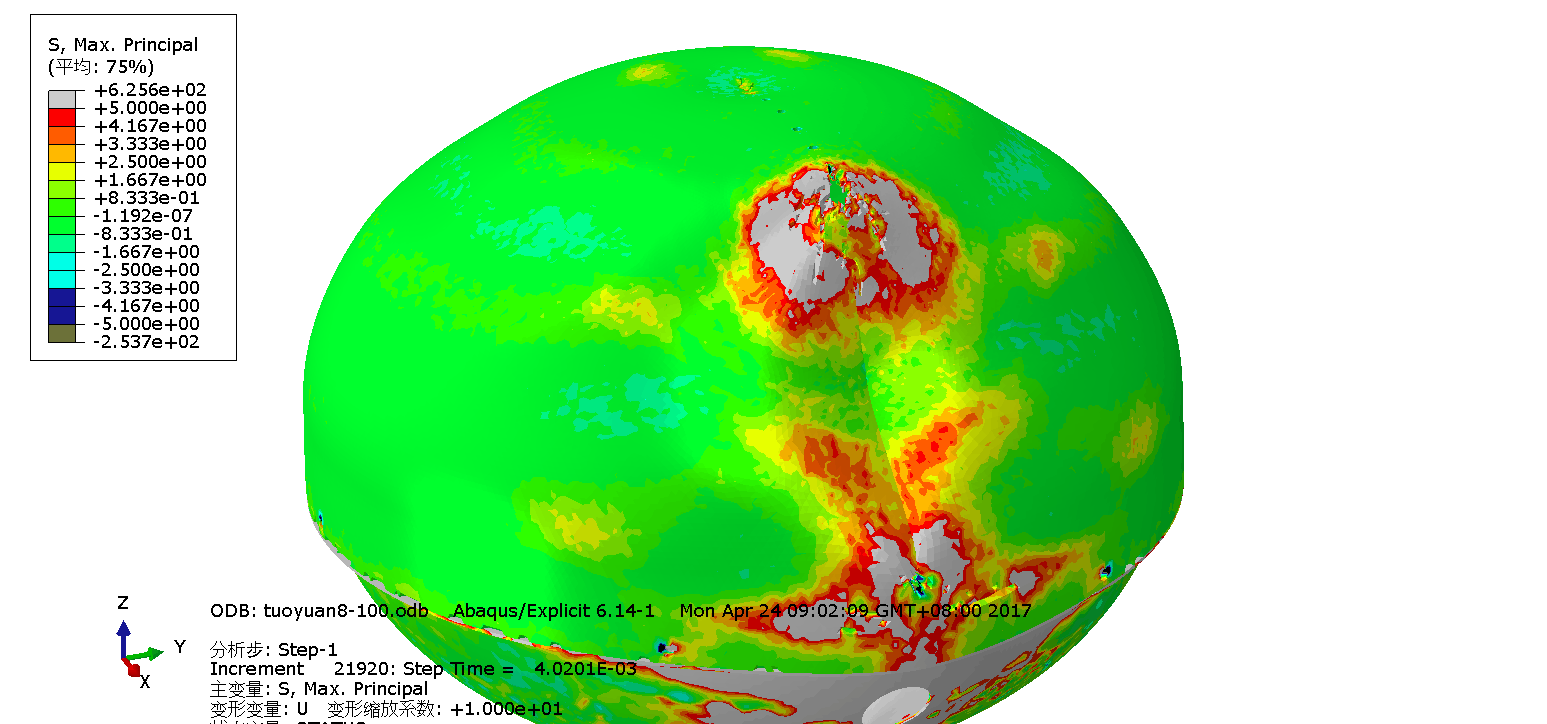 S, Max. Principal
(平均: 75%)
+6.256e+02
+5.000e+00
+4.167e+00
+3.333e+00
+2.500e+00
+1.667e+00
+8.333e-01
-1.192e-07
-8.333e-01
-1.667e+00
-2.500e+00
-3.333e+00
-4.167e+00
-5.000e+00
-2.537e+02
Z
Y
X
ODB: tuoyuan8-100.odb    Abaqus/Explicit 6.14-1    Mon Apr 24 09:02:09 GMT+08:00 2017
分析步: Step-1
Increment    21920: Step Time =    4.0201E-03
主变量: S, Max. Principal
变形变量: U   变形缩放系数: +1.000e+01